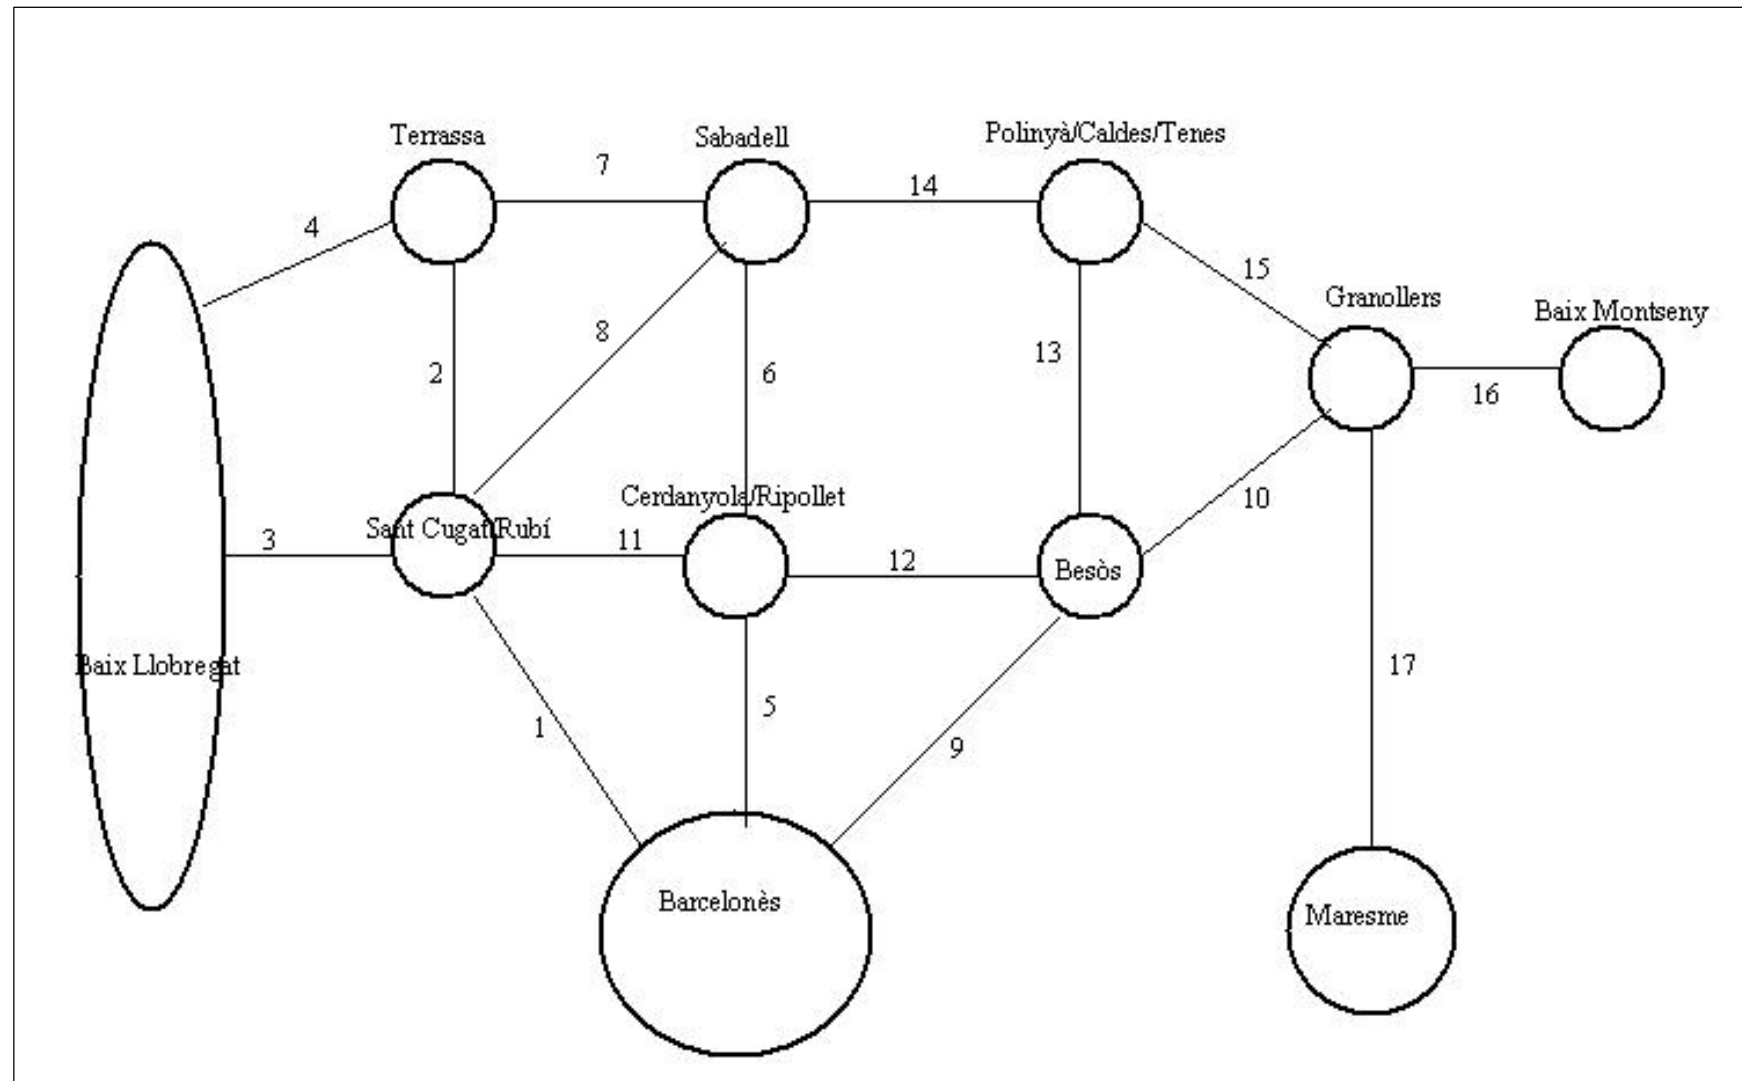 Terrassa
Sabadell
Polinyà/Caldes/Tenes
7
14
4
15
Granollers
Baix Montseny
8
13
2
6
16
Cerdanyola/Ripollet
10
Sant Cugat/Rubí
3
11
12
Besòs
Baix Llobregat
17
5
1
9
Barcelonès
Maresme